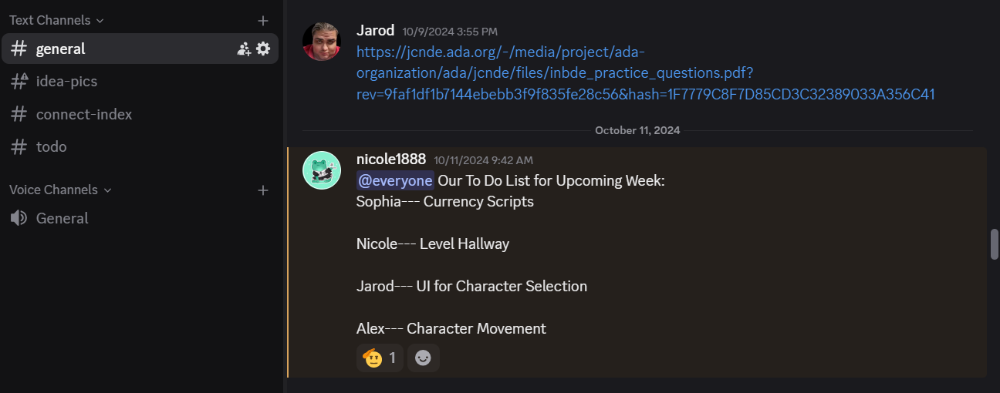 Text Channels
general
idea-pics
connect-index
todo
Voice Channels
General
Jarod 10/9/2024 3:55 PM
https://jcnde.ada.org/-/media/project/ada-
organization/ada/jcnde/files/inbde_practice_questions.pdf?
rev=9faf1df1b7144ebebb3f9f835fe28c56&hash=1F7779C8F7D85CD3C32389033A356C41
October 11, 2024
nicole1888 10/11/2024 9:42 AM
@everyone Our To Do List for Upcoming Week:
Sophia--- Currency Scripts
Nicole--- Level Hallway
Jarod--- UI for Character Selection
Alex--- Character Movement
1